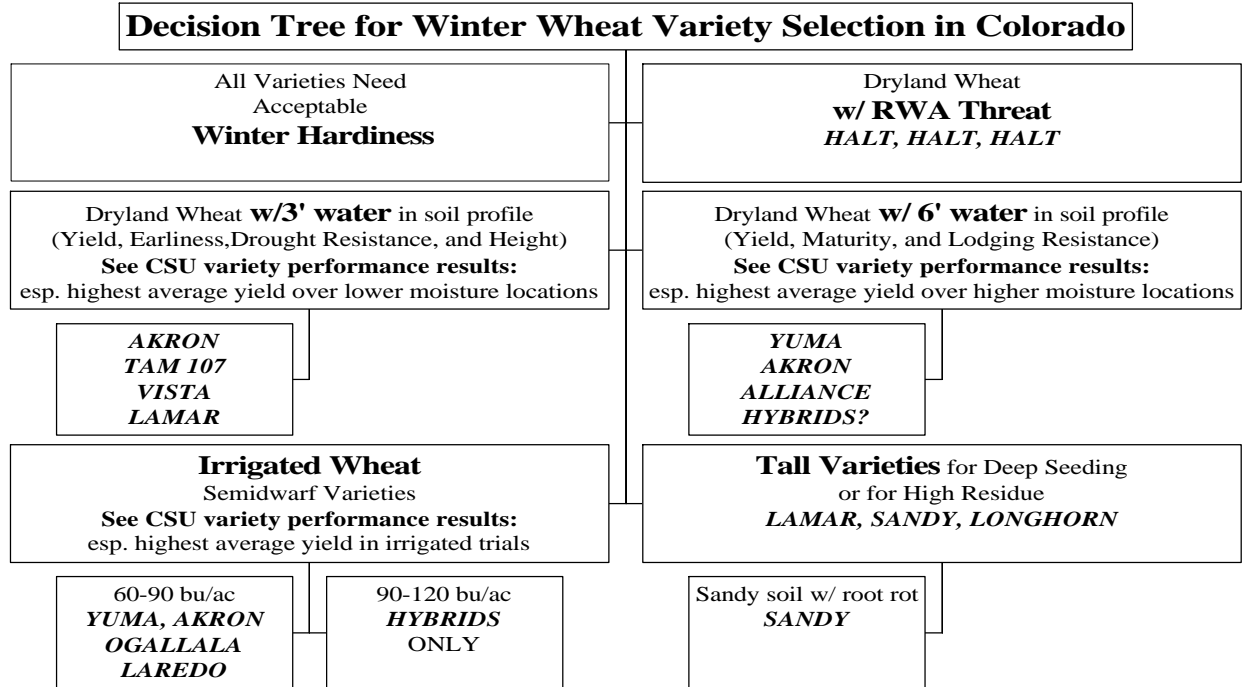 Decision Tree for Winter Wheat Variety Selection in Colorado
All Varieties Need
Acceptable
Winter Hardiness
Dryland Wheat
w/ RWA Threat
HALT, HALT, HALT
Dryland Wheat w/3' water in soil profile
(Yield, Earliness,Drought Resistance, and Height)
See CSU variety performance results:
esp. highest average yield over lower moisture locations
Dryland Wheat w/ 6' water in soil profile
(Yield, Maturity, and Lodging Resistance)
See CSU variety performance results:
esp. highest average yield over higher moisture locations
AKRON
TAM 107
VISTA
LAMAR
YUMA
AKRON
ALLIANCE
HYBRIDS?
Irrigated Wheat
Semidwarf Varieties
See CSU variety performance results:
esp. highest average yield in irrigated trials
Tall Varieties for Deep Seeding
or for High Residue
LAMAR, SANDY, LONGHORN
60-90 bu/ac
YUMA, AKRON
OGALLALA
LAREDO
90-120 bu/ac
HYBRIDS
ONLY
Sandy soil w/ root rot
SANDY